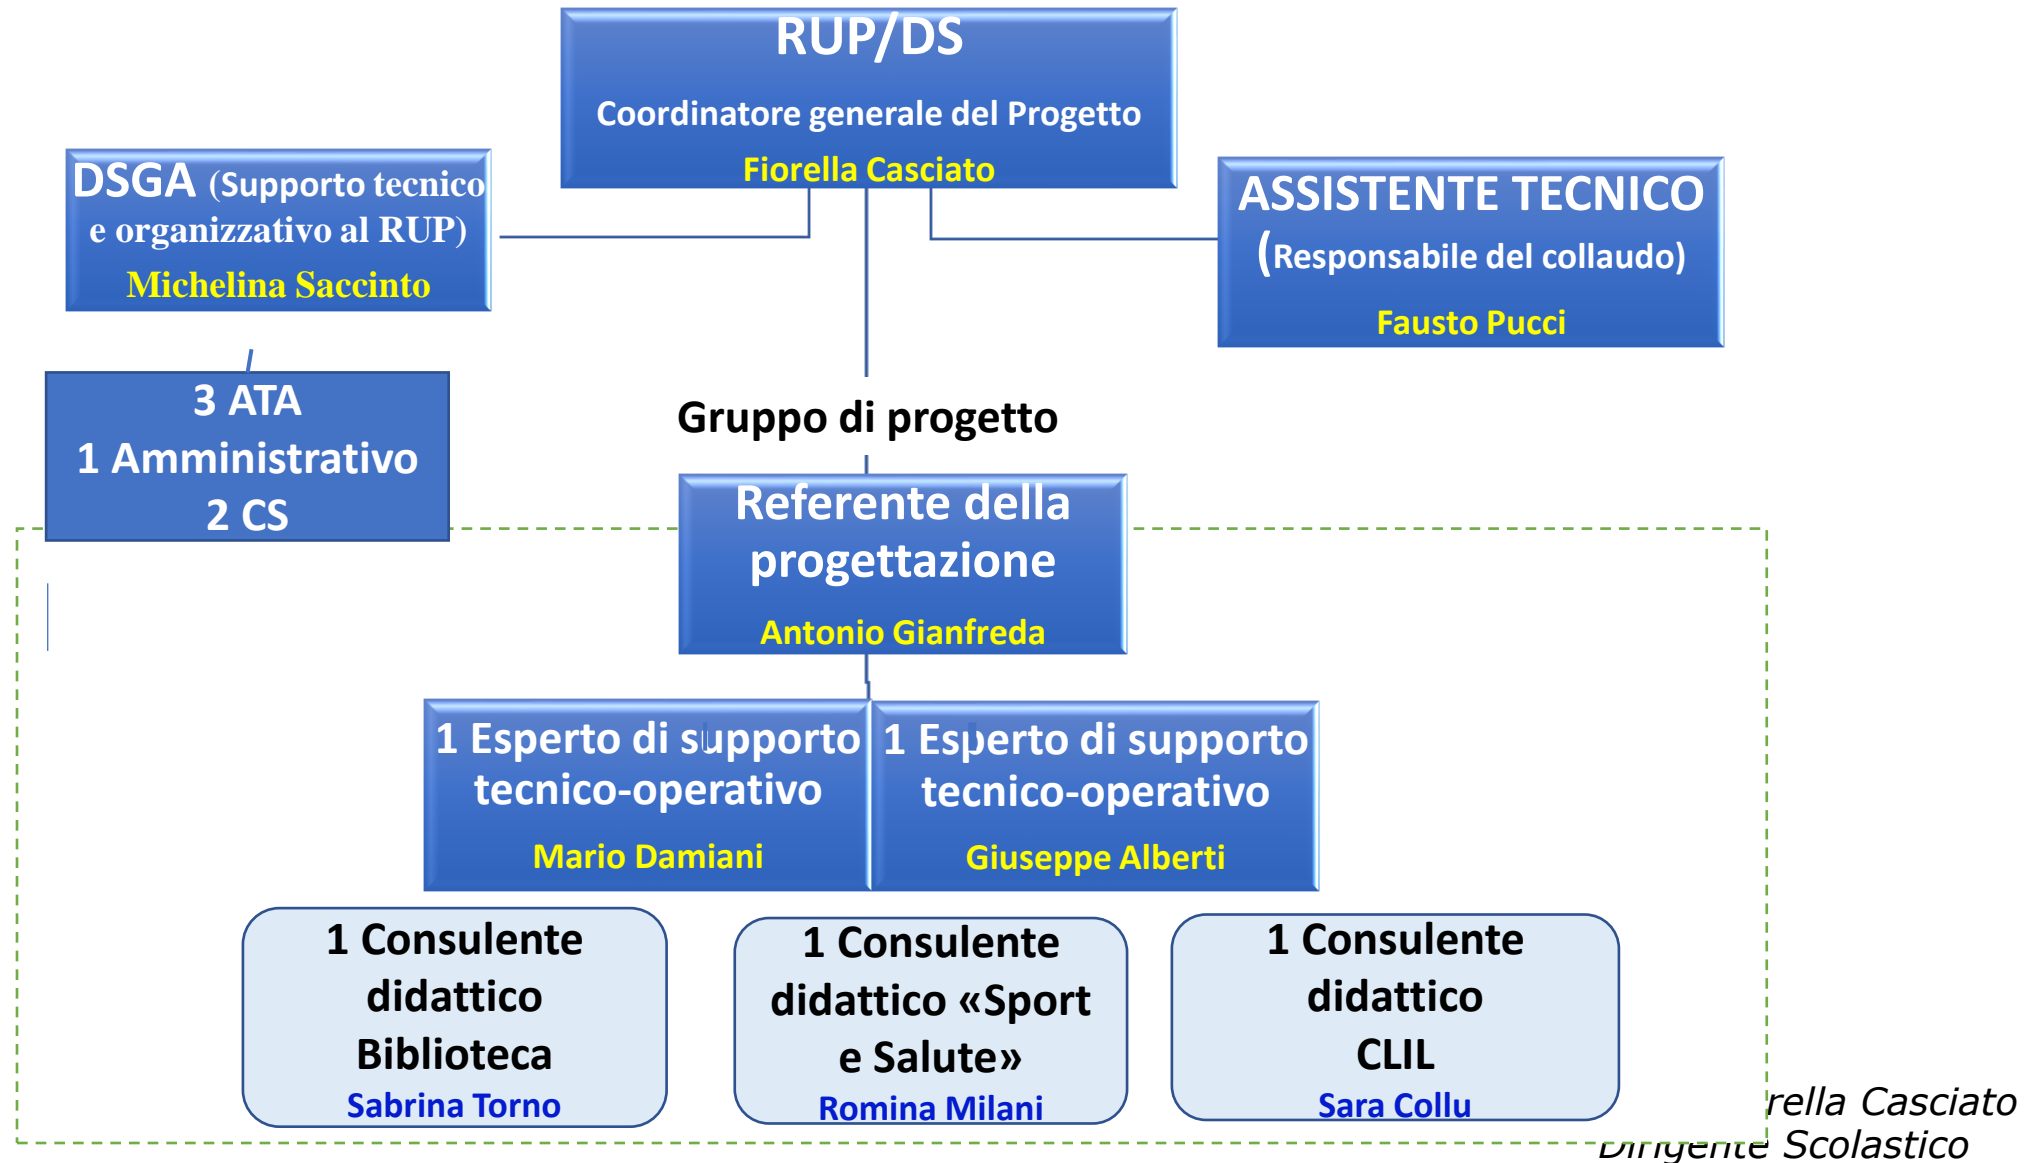 RUP/DS
Coordinatore generale del Progetto
Fiorella Casciato
DSGA (Supporto tecnico
e organizzativo al RUP)
Michelina Saccinto
ASSISTENTE TECNICO
(Responsabile del collaudo)
Fausto Pucci
3 ATA
1 Amministrativo
2 CS
Gruppo di progetto
Referente della
progettazione
Antonio Gianfreda
1 Esperto di supporto
tecnico-operativo
Mario Damiani
1 Esperto di supporto
tecnico-operativo
Giuseppe Alberti
1 Consulente
didattico
Biblioteca
Sabrina Torno
1 Consulente
didattico «Sport
e Salute»
Romina Milani
1 Consulente
didattico
CLIL
Sara Collu
rella Casciato
Dirigente Scolastico